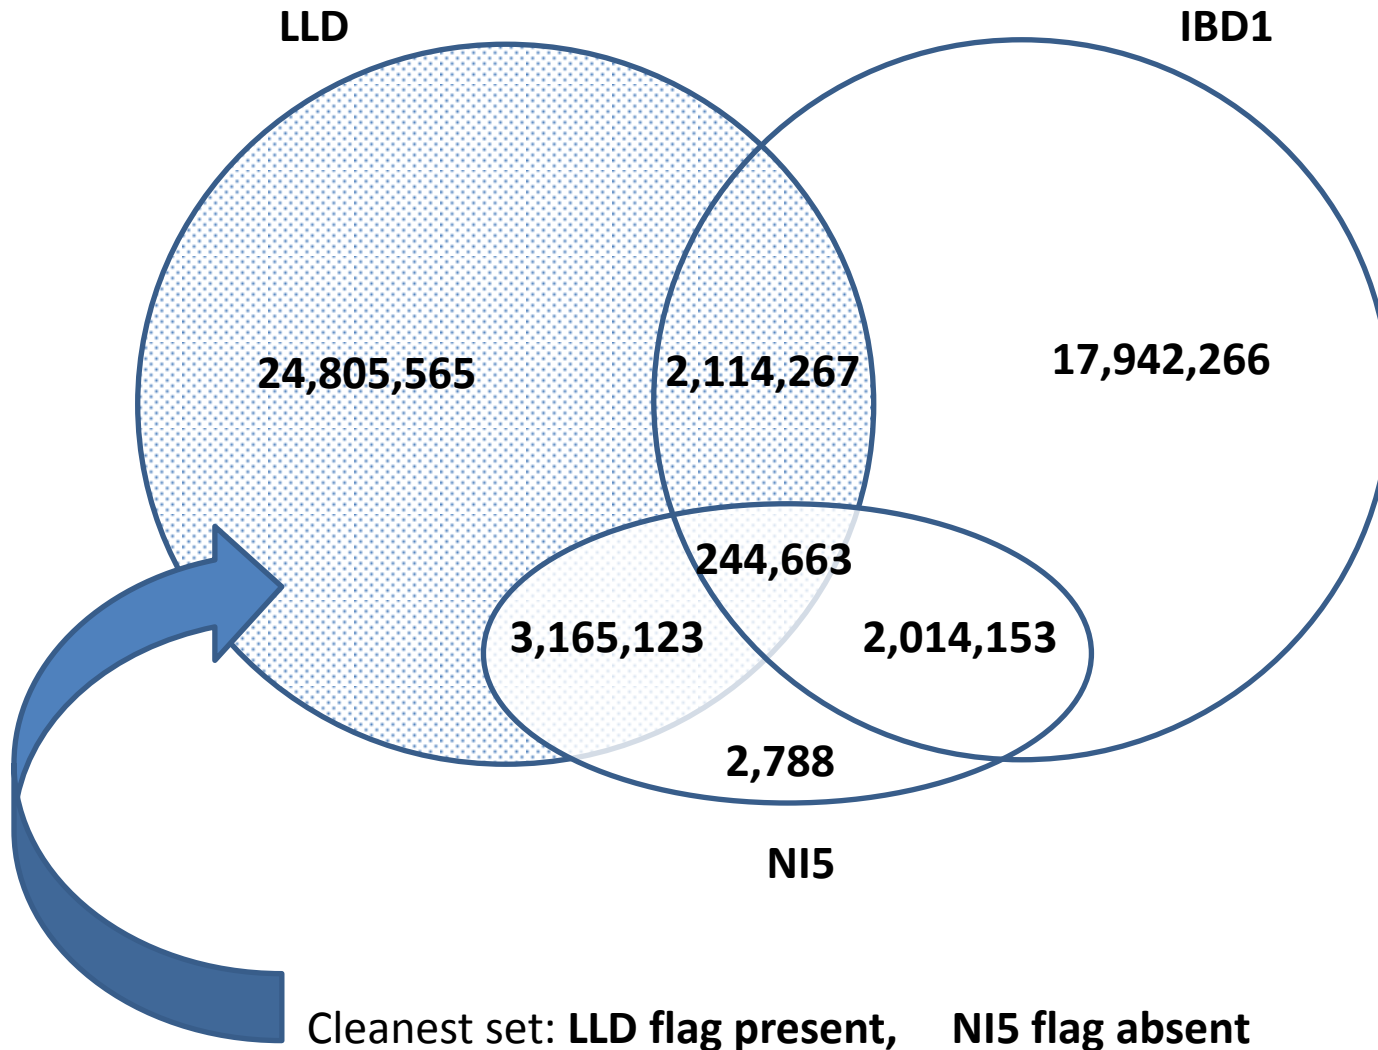 LLD IBD1
24,805,565 2,114,267 17,942,266
244,663
3,165,123 2,014,153
2,788
NI5
Cleanest set: LLD flag present, NI5 flag absent